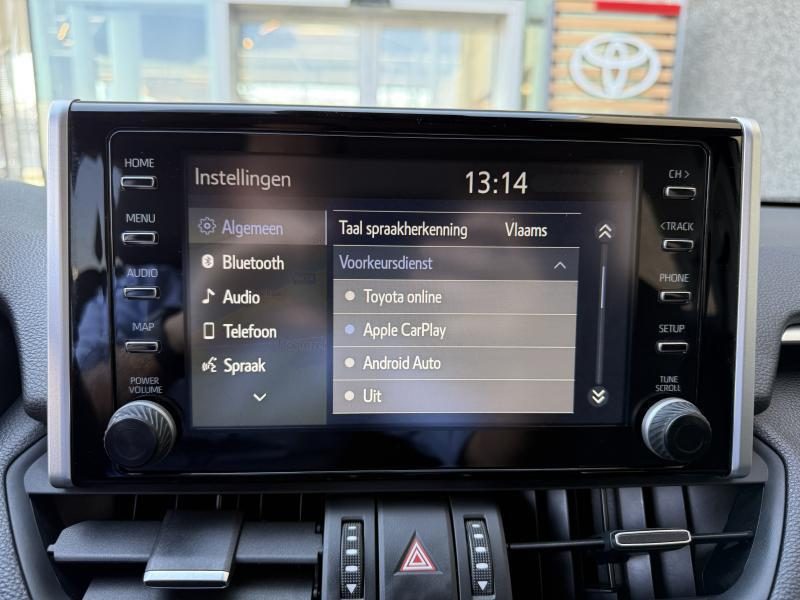 HOME
MENU
AUDIO
MAP
POWER
VOLUME
Instellingen
13:14
Algemeen
Bluetooth
Audio
Telefoon
Spraak
Taal spraakherkenning Vlaams
Voorkeursdienst
Toyota online
Apple CarPlay
Android Auto
Uit
CH >
< TRACK
PHONE
SETUP
TUNE
SCROLL